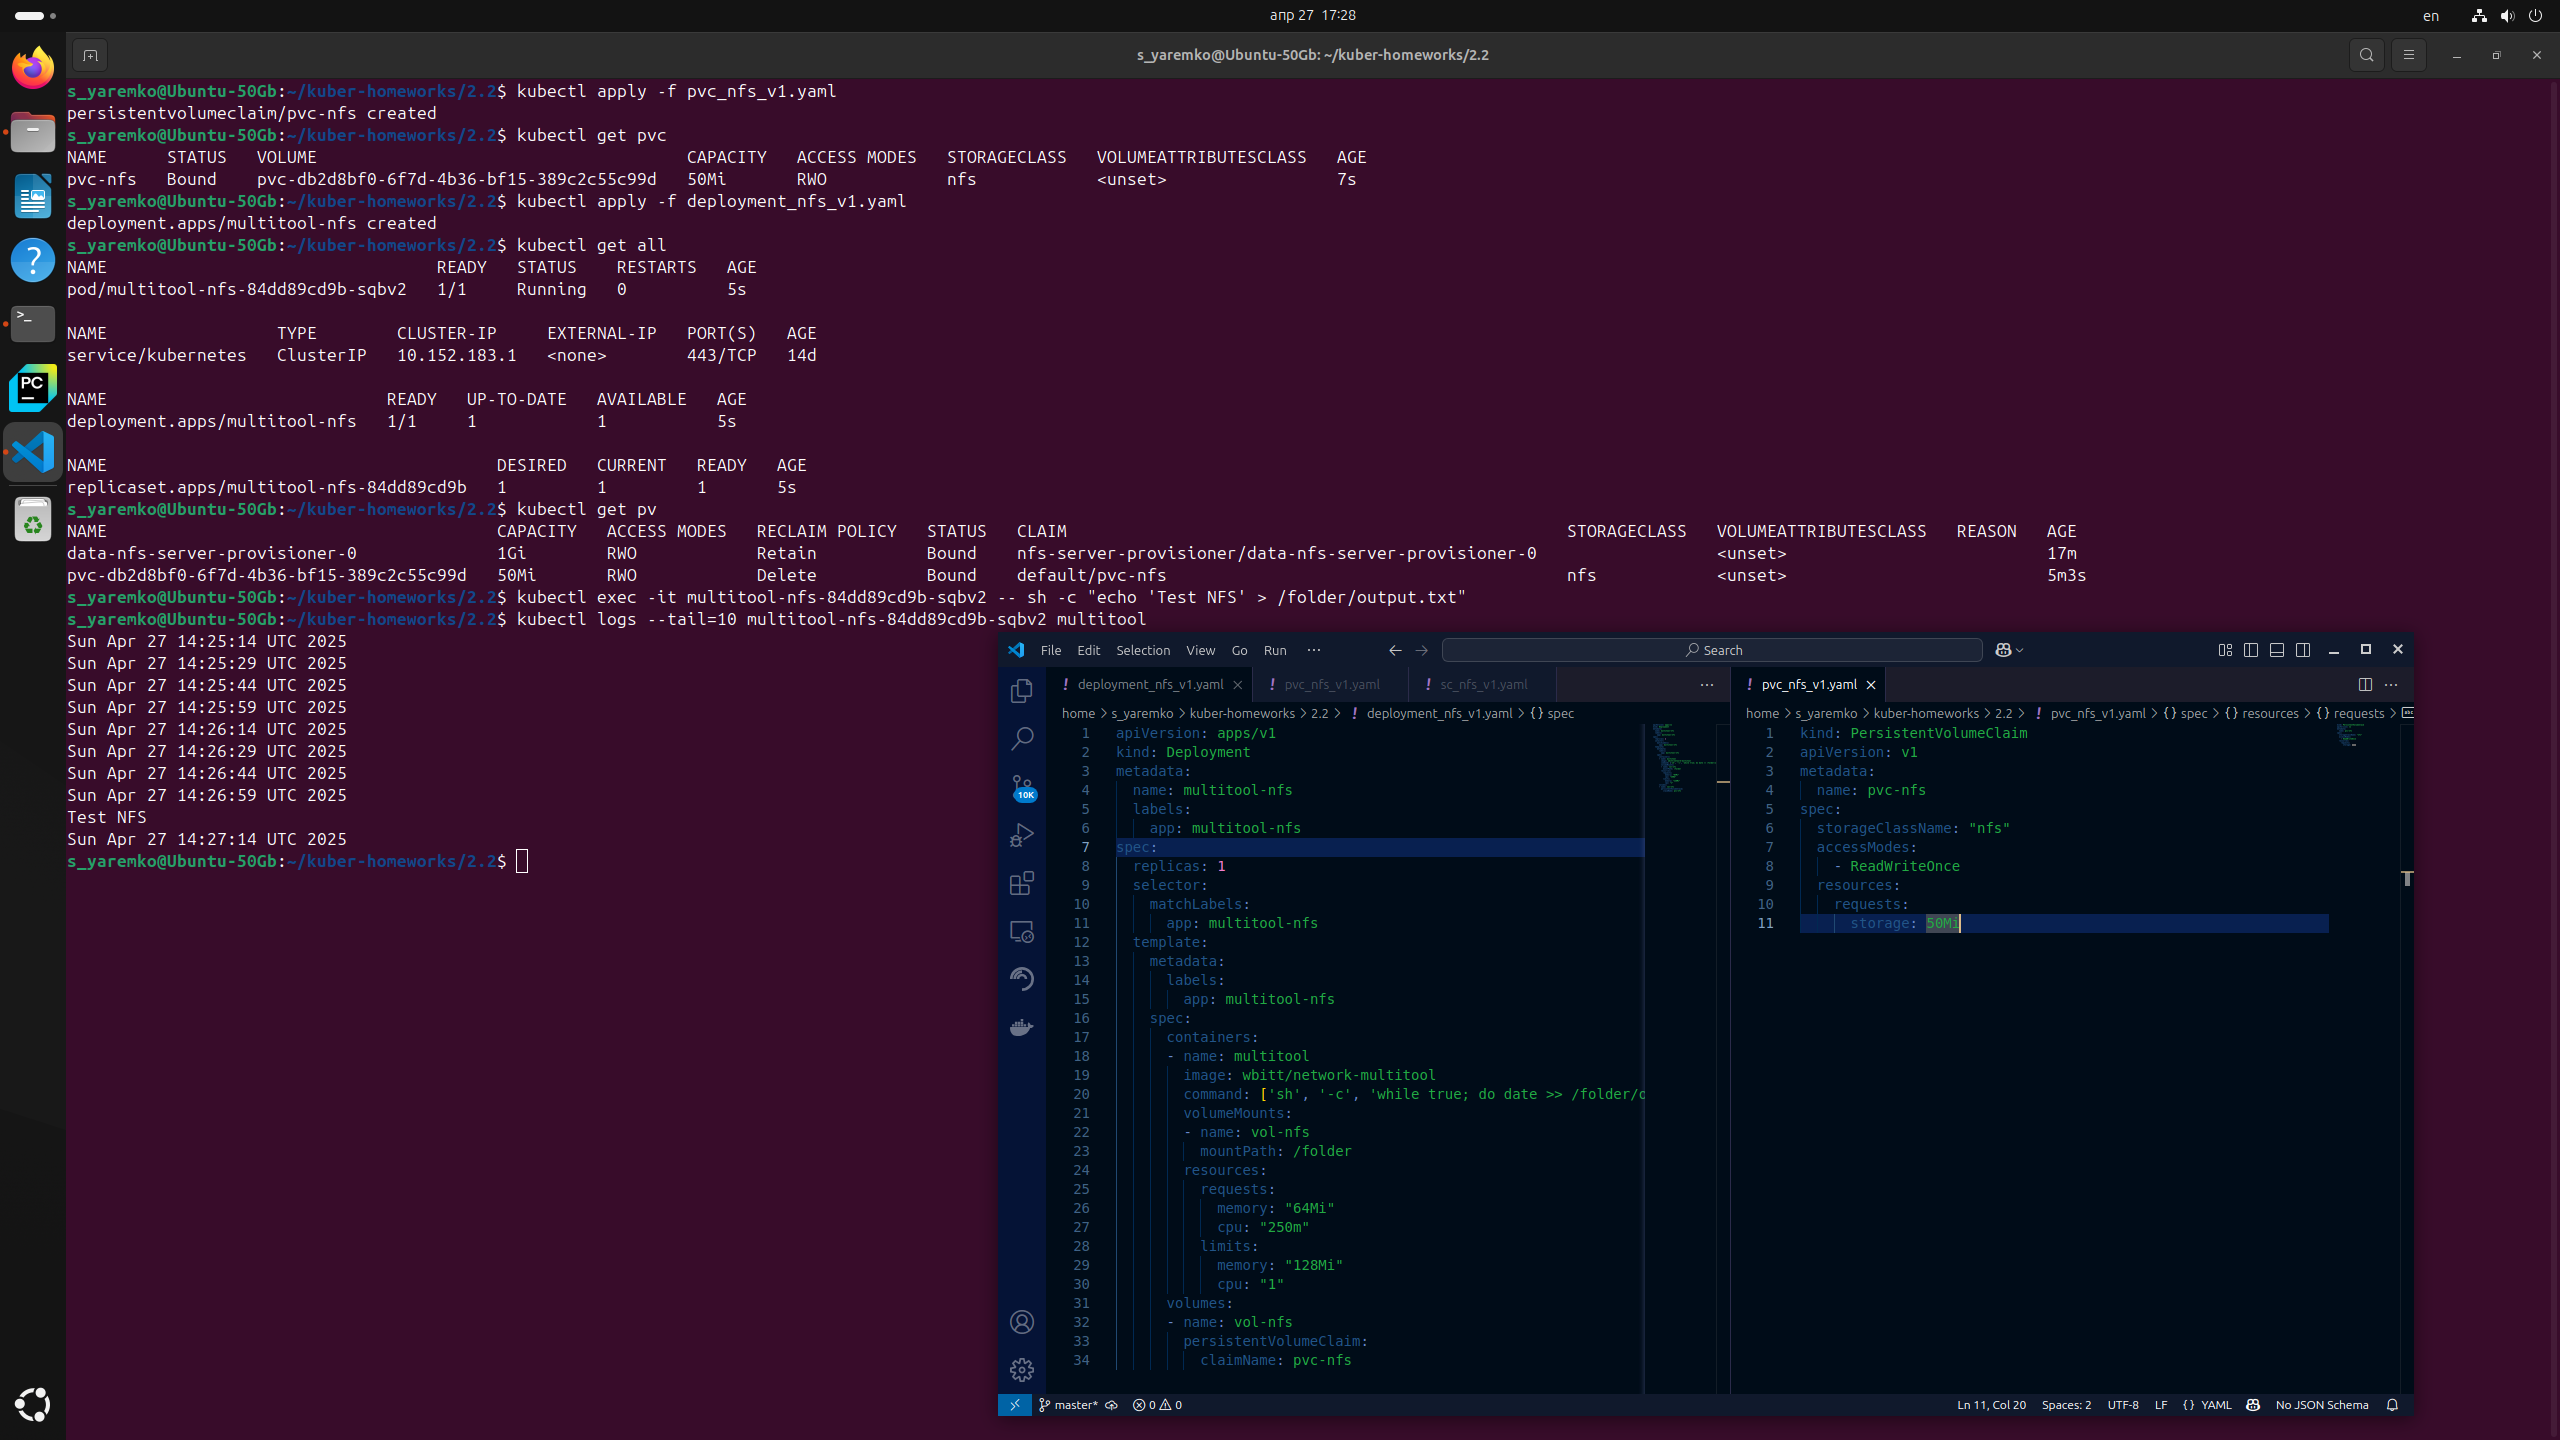 апр 27 17:28
en
s_yaremko@Ubuntu-50Gb: ~/kuber-homeworks/2.2
s_yaremko@Ubuntu-50Gb:~/kuber-homeworks/2.2$ kubectl apply -f pvc_nfs_v1.yaml
persistentvolumeclaim/pvc-nfs created
s_yaremko@Ubuntu-50Gb:~/kuber-homeworks/2.2$ kubectl get pvc
NAME STATUS VOLUME CAPACITY ACCESS MODES STORAGECLASS VOLUMEATTRIBUTESCLASS AGE
pvc-nfs Bound pvc-db2d8bf0-6f7d-4b36-bf15-389c2c55c99d 50Mi RWO nfs <unset> 7s
s_yaremko@Ubuntu-50Gb:~/kuber-homeworks/2.2$ kubectl apply -f deployment_nfs_v1.yaml
deployment.apps/multitool-nfs created
s_yaremko@Ubuntu-50Gb:~/kuber-homeworks/2.2$ kubectl get all
NAME READY STATUS RESTARTS AGE
pod/multitool-nfs-84dd89cd9b-sqbv2 1/1 Running 0 5s
NAME TYPE CLUSTER-IP EXTERNAL-IP PORT(S) AGE
service/kubernetes ClusterIP 10.152.183.1 <none> 443/TCP 14d
NAME READY UP-TO-DATE AVAILABLE AGE
deployment.apps/multitool-nfs 1/1 1 1 5s
NAME DESIRED CURRENT READY AGE
replicaset.apps/multitool-nfs-84dd89cd9b 1 1 1 5s
s_yaremko@Ubuntu-50Gb:~/kuber-homeworks/2.2$ kubectl get pv
NAME CAPACITY ACCESS MODES RECLAIM POLICY STATUS CLAIM STORAGECLASS VOLUMEATTRIBUTESCLASS REASON AGE
data-nfs-server-provisioner-0 1Gi RWO Retain Bound nfs-server-provisioner/data-nfs-server-provisioner-0 <unset> 17m
pvc-db2d8bf0-6f7d-4b36-bf15-389c2c55c99d 50Mi RWO Delete Bound default/pvc-nfs nfs <unset> 5m3s
s_yaremko@Ubuntu-50Gb:~/kuber-homeworks/2.2$ kubectl exec -it multitool-nfs-84dd89cd9b-sqbv2 -- sh -c "echo 'Test NFS' > /folder/output.txt"
s_yaremko@Ubuntu-50Gb:~/kuber-homeworks/2.2$ kubectl logs --tail=10 multitool-nfs-84dd89cd9b-sqbv2 multitool
Sun Apr 27 14:25:14 UTC 2025
Sun Apr 27 14:25:29 UTC 2025
Sun Apr 27 14:25:44 UTC 2025
Sun Apr 27 14:25:59 UTC 2025
Sun Apr 27 14:26:14 UTC 2025
Sun Apr 27 14:26:29 UTC 2025
Sun Apr 27 14:26:44 UTC 2025
Sun Apr 27 14:26:59 UTC 2025
Test NFS
Sun Apr 27 14:27:14 UTC 2025
s_yaremko@Ubuntu-50Gb:~/kuber-homeworks/2.2$
PC
File Edit Selection View Go Run ··· Search
10K
deployment_nfs_v1.yaml pvc_nfs_v1.yaml sc_nfs_v1.yaml
home > s_yaremko > kuber-homeworks > 2.2 > ! deployment_nfs_v1.yaml > {} spec
1 apiVersion: apps/v1
2 kind: Deployment
3 metadata:
4 name: multitool-nfs
5 labels:
6 app: multitool-nfs
7 spec:
8 replicas: 1
9 selector:
10 matchLabels:
11 app: multitool-nfs
12 template:
13 metadata:
14 labels:
15 app: multitool-nfs
16 spec:
17 containers:
18 - name: multitool
19 image: wbitt/network-multitool
20 command: ['sh', '-c', 'while true; do date >> /folder/o
21 volumeMounts:
22 - name: vol-nfs
23 mountPath: /folder
24 resources:
25 requests:
26 memory: "64Mi"
27 cpu: "250m"
28 limits:
29 memory: "128Mi"
30 cpu: "1"
31 volumes:
32 - name: vol-nfs
33 persistentVolumeClaim:
34 claimName: pvc-nfs
pvc_nfs_v1.yaml
home > s_yaremko > kuber-homeworks > 2.2 > ! pvc_nfs_v1.yaml > {} spec > {} resources > {} requests >
1 kind: PersistentVolumeClaim
2 apiVersion: v1
3 metadata:
4 name: pvc-nfs
5 spec:
6 storageClassName: "nfs"
7 accessModes:
8 - ReadWriteOnce
9 resources:
10 requests:
11 storage: 50Mi
master* 0 0 Ln 11, Col 20 Spaces: 2 UTF-8 LF {} YAML No JSON Schema